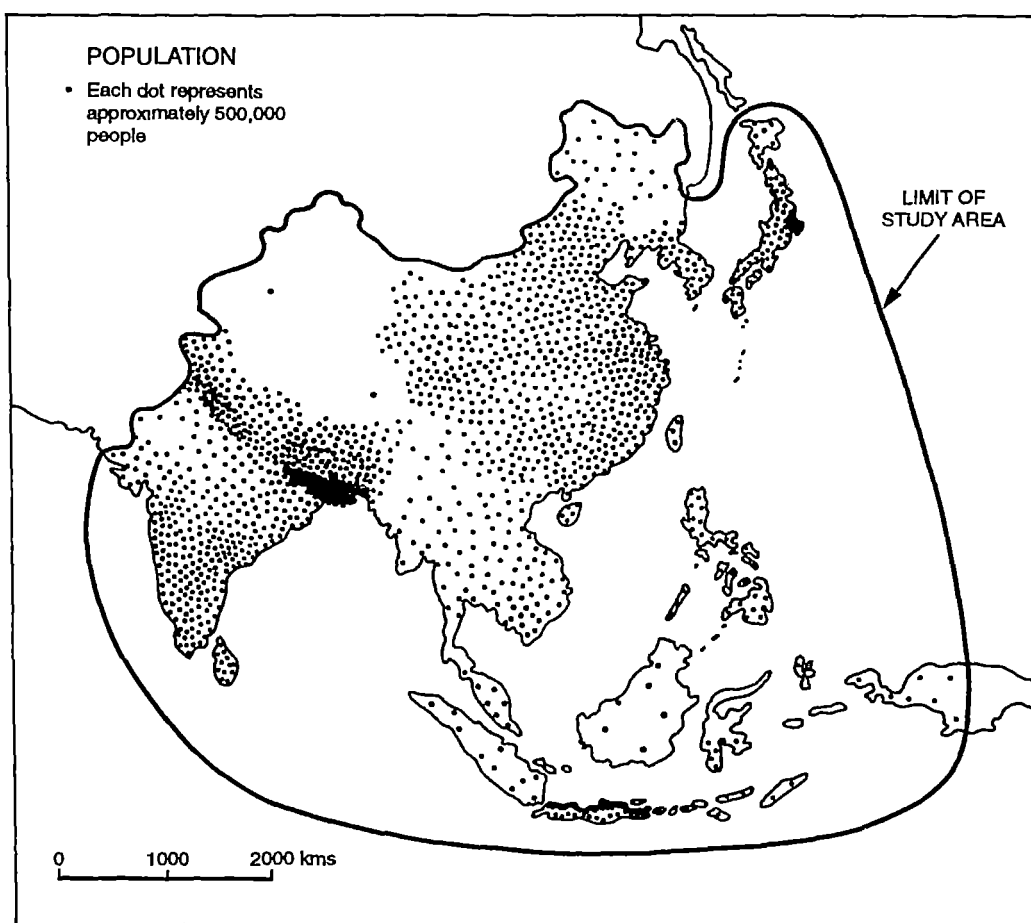 POPULATION
• Each dot represents
approximately 500,000
people
LIMIT OF
STUDY AREA
0 1000 2000 kms